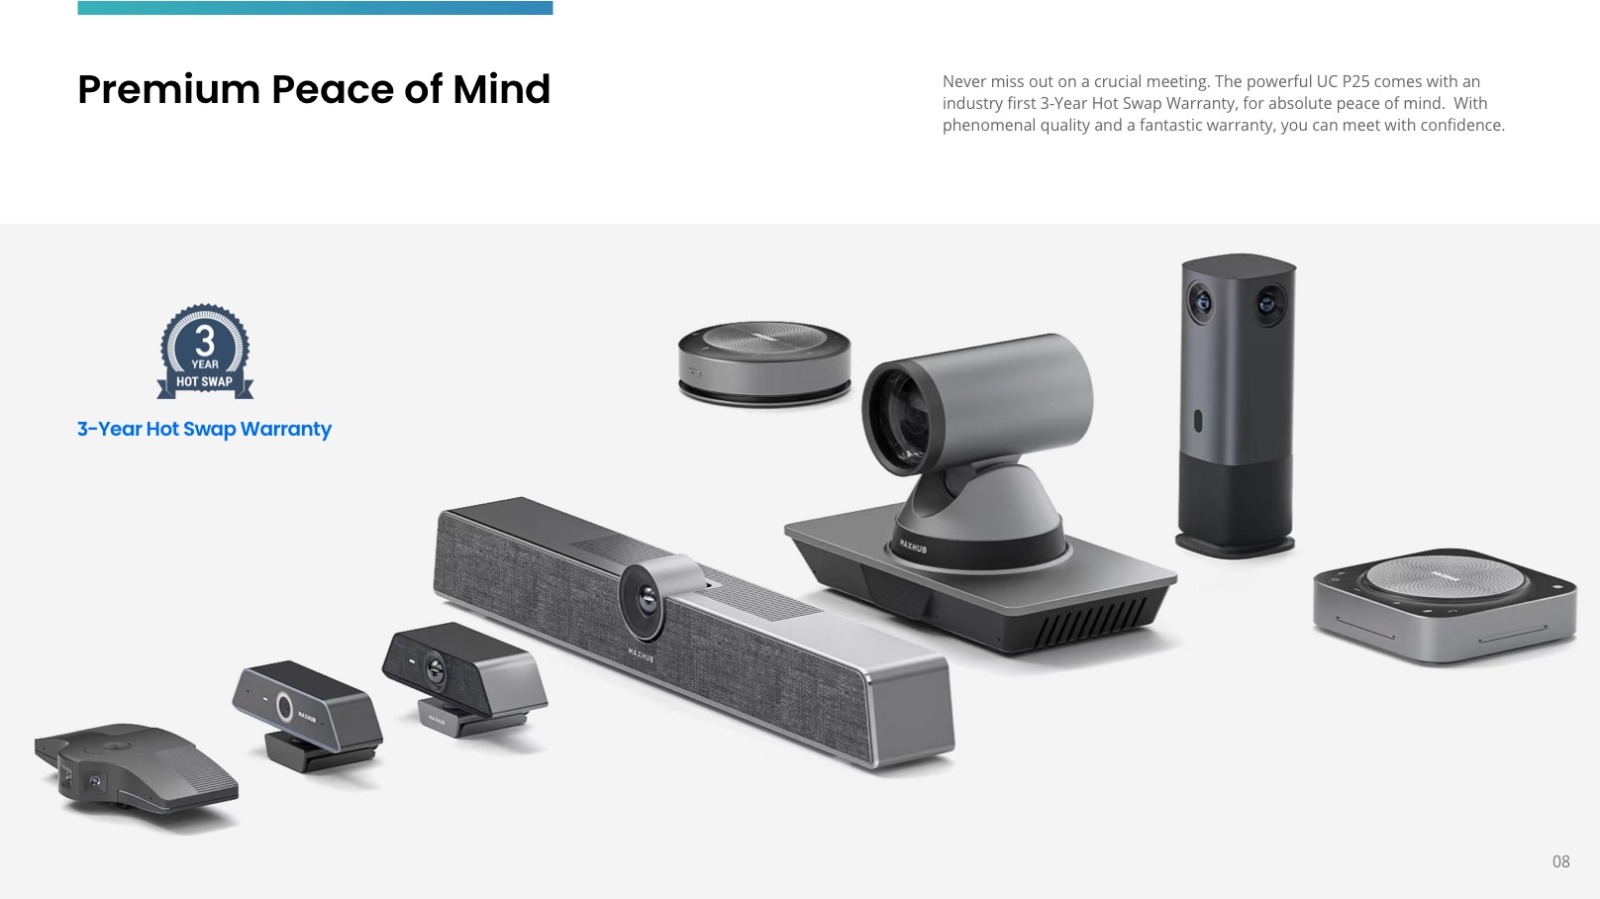 Premium Peace of Mind
Never miss out on a crucial meeting. The powerful UC P25 comes with an
industry first 3-Year Hot Swap Warranty, for absolute peace of mind.  With
phenomenal quality and a fantastic warranty, you can meet with confidence.
3
YEAR
HOT SWAP
3-Year Hot Swap Warranty
MAXHUB
MAXHUB
MAXHUB
MAXHUB
08